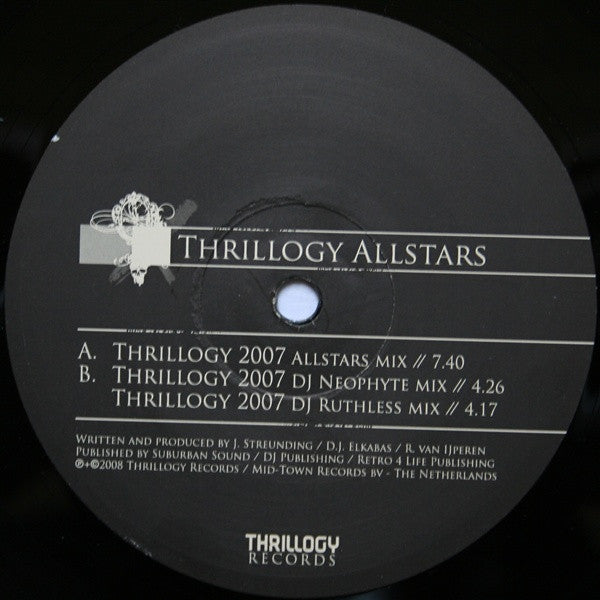 Thrillogy Allstars
A. Thrillogy 2007 allstars mix // 7.40
B. Thrillogy 2007 dj Neophyte mix // 4.26
Thrillogy 2007 dj Ruthless mix // 4.17
Written and produced by J. Streunding / D.J. Elkabas / R. van IJperen
Published by Suburban Sound / DJ Publishing / Retro 4 Life Publishing
℗+©2008 Thrillogy Records / Mid-Town Records bv - The Netherlands
THRILLOGY
RECORDS